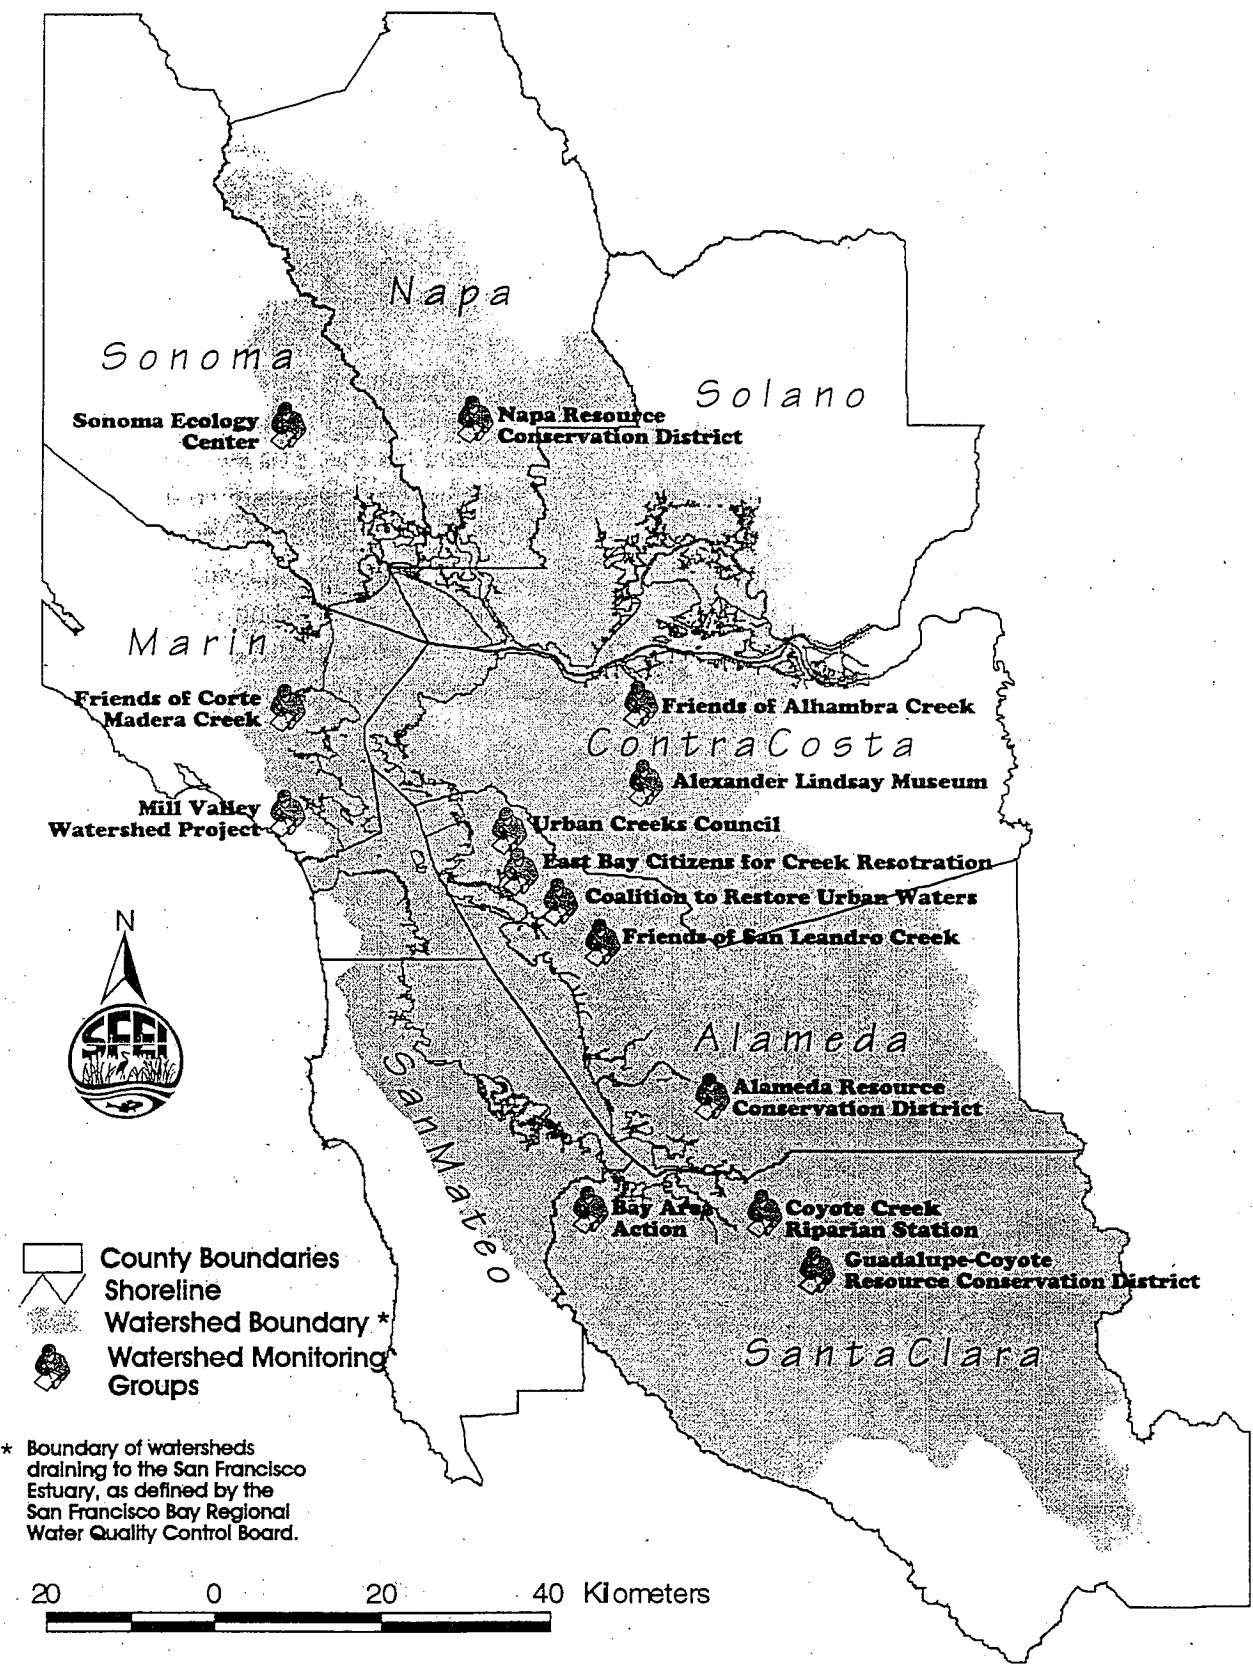 Napa
Sonoma
Solano
Sonoma Ecology
Center
Napa Resource
Conservation District
Marin
Friends of Corte
Madera Creek
Friends of Alhambra Creek
ContraCosta
Alexander Lindsay Museum
Mill Valley
Watershed Project
Urban Creeks Council
East Bay Citizens for Creek Resotration
Coalition to Restore Urban Waters
Friends of San Leandro Creek
N
SFEI
Alameda
SanMateo
Alameda Resource
Conservation District
Bay Area
Action
Coyote Creek
Riparian Station
Guadalupe-Coyote
Resource Conservation District
SantaClara
County Boundaries
Shoreline
Watershed Boundary *
Watershed Monitoring
Groups
* Boundary of watersheds
draining to the San Francisco
Estuary, as defined by the
San Francisco Bay Regional
Water Quality Control Board.
20 0 20 40 Kilometers